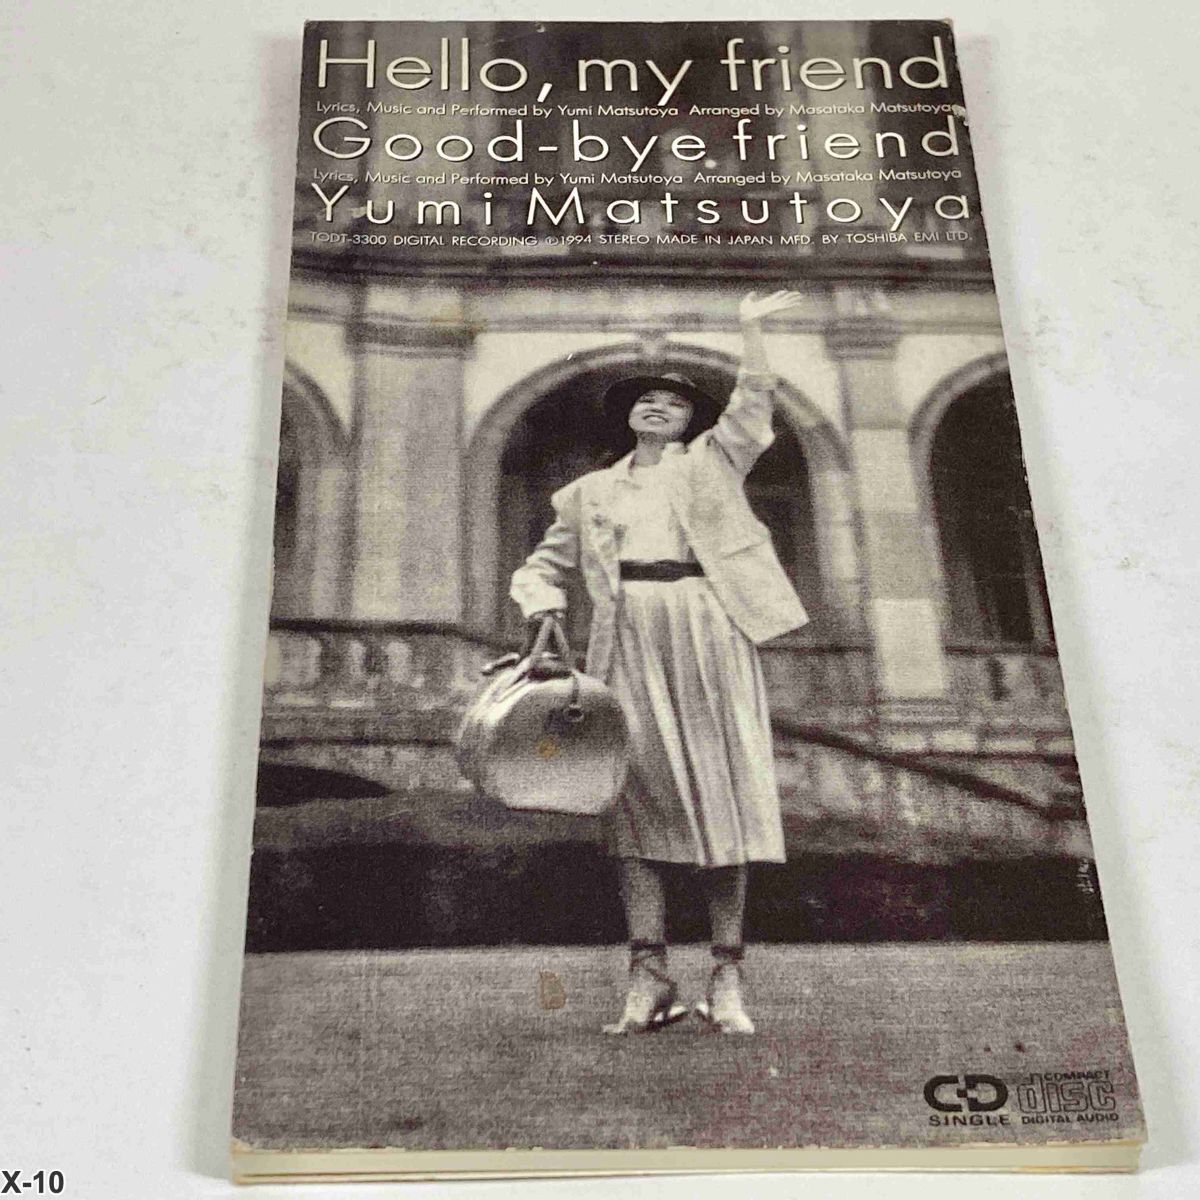 Hello, my friend
Lyrics, Music and Performed by Yumi Matsutoya Arranged by Masataka Matsutoya
Good-bye friend
Lyrics, Music and Performed by Yumi Matsutoya Arranged by Masataka Matsutoya
Yumi Matsutoya
TODT-3300 DIGITAL RECORDING ℗1994 STEREO MADE IN JAPAN MFD. BY TOSHIBA EMI LTD.
CD SINGLE
COMPACT disc DIGITAL AUDIO
X-10